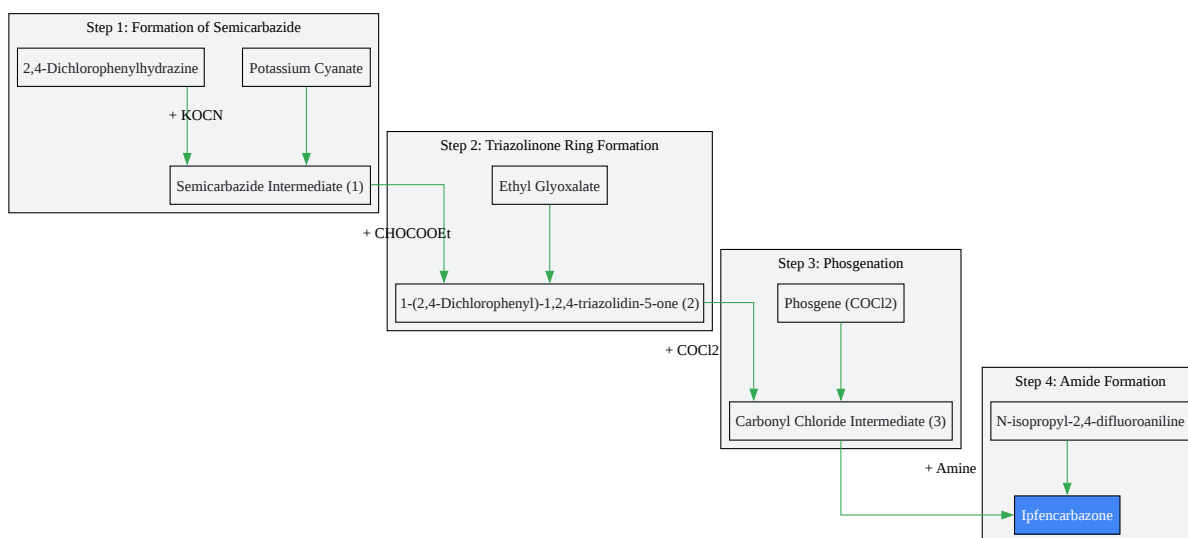 Step 1: Formation of Semicarbazide
2,4-Dichlorophenylhydrazine
Potassium Cyanate
+ KOCN
Semicarbazide Intermediate (1)
Step 2: Triazolinone Ring Formation
Ethyl Glyoxalate
+ CHOCOOEt
1-(2,4-Dichlorophenyl)-1,2,4-triazolidin-5-one (2)
Step 3: Phosgenation
Phosgene (COCl2)
+ COCl2
Carbonyl Chloride Intermediate (3)
Step 4: Amide Formation
N-isopropyl-2,4-difluoroaniline
+ Amine
Ipfencarbazone